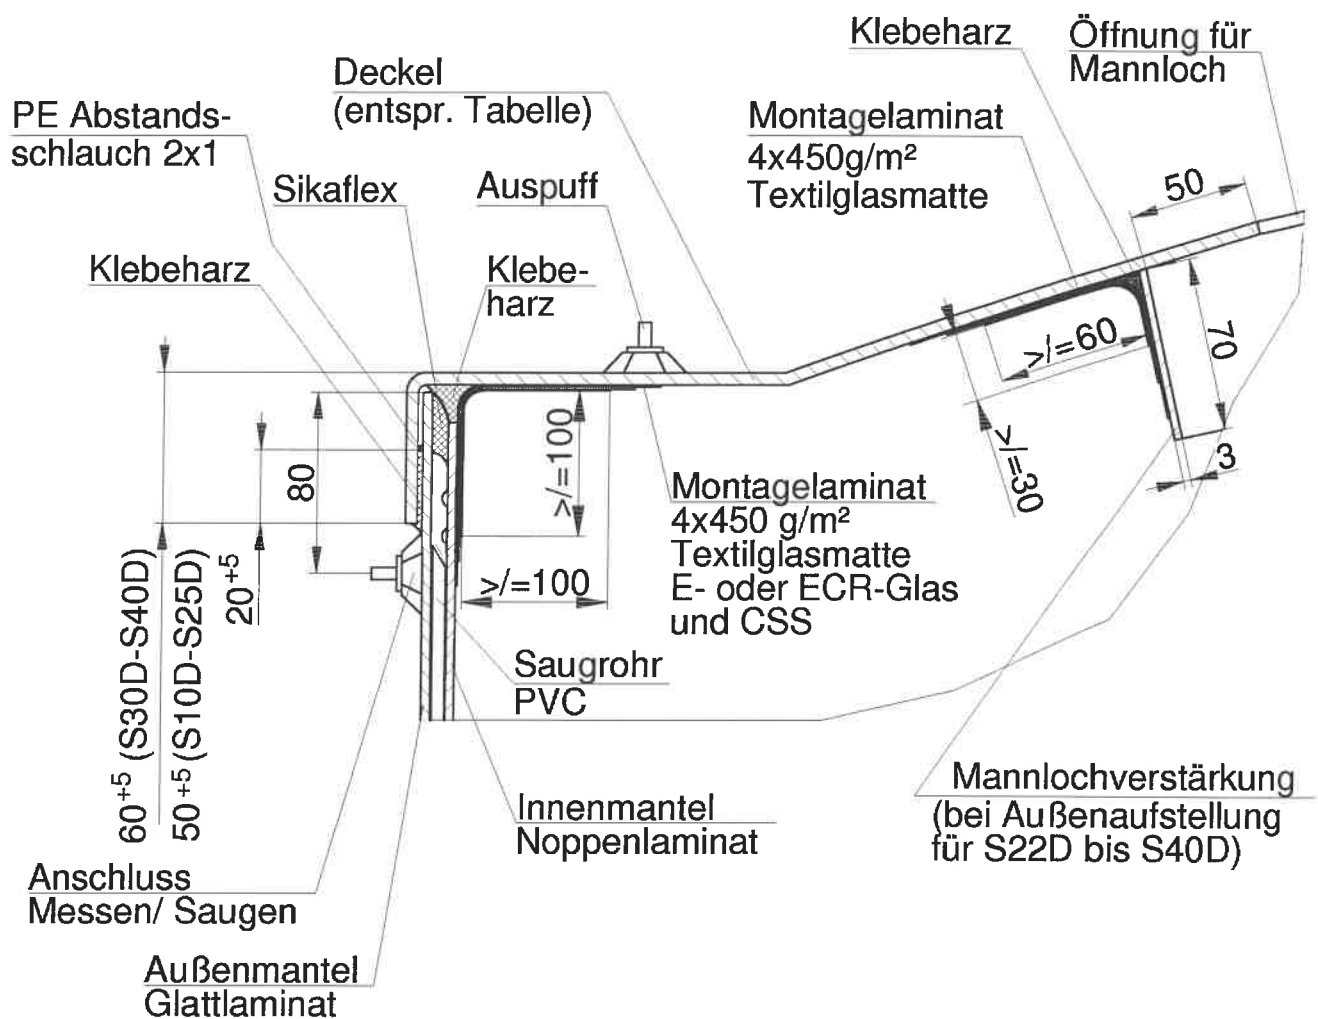 Klebeharz
Öffnung für
Mannloch
Deckel
(entspr. Tabelle)
PE Abstands-
schlauch 2x1
Montagelaminat
4x450g/m²
Textilglasmatte
50
Sikaflex
Auspuff
Klebeharz
Klebe-
harz
>/=60
70
>/=100
80
>/=30
3
Montagelaminat
4x450 g/m²
Textilglasmatte
E- oder ECR-Glas
und CSS
>/=100
20+5
60+5 (S30D-S40D)
50+5 (S10D-S25D)
Saugrohr
PVC
Mannlochverstärkung
(bei Außenaufstellung
für S22D bis S40D)
Innenmantel
Noppenlaminat
Anschluss
Messen/ Saugen
Außenmantel
Glattlaminat